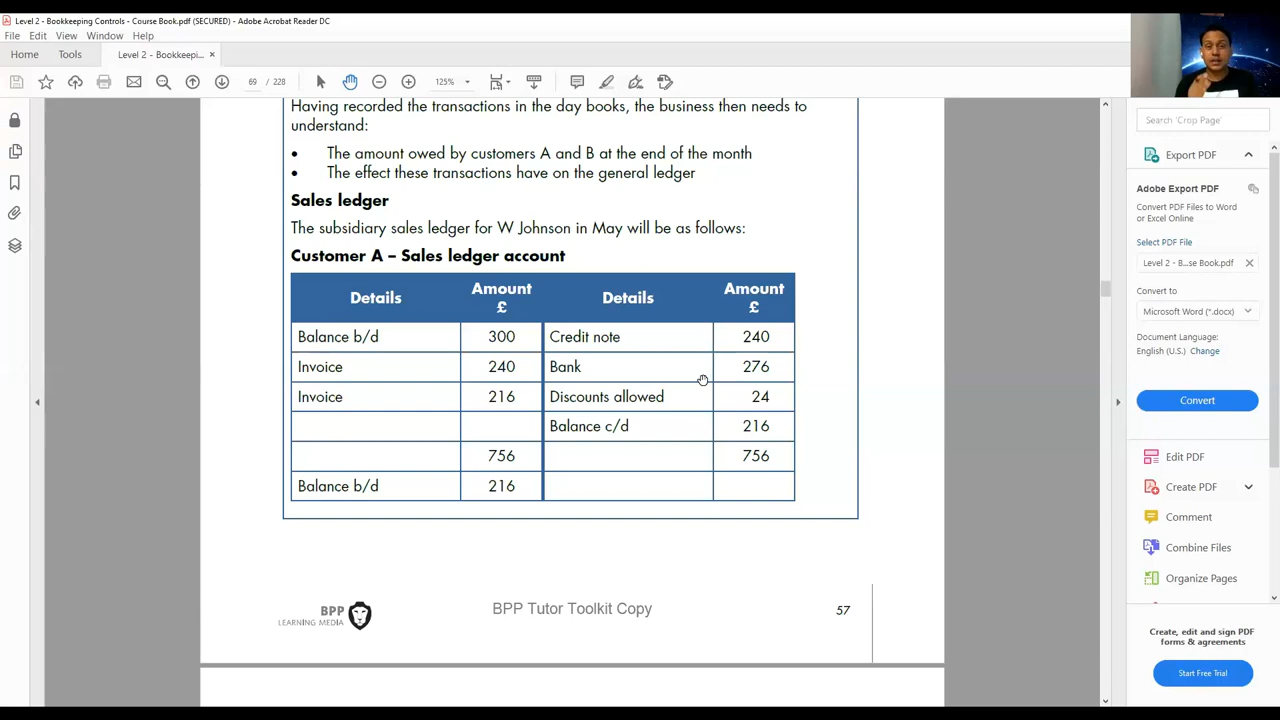 Level 2 - Bookkeeping Controls - Course Book.pdf (SECURED) - Adobe Acrobat Reader DC
File Edit View Window Help
Home Tools Level 2 - Bookkeepi... ×
69 / 228 125%
Having recorded the transactions in the day books, the business then needs to
understand:
• The amount owed by customers A and B at the end of the month
• The effect these transactions have on the general ledger
Sales ledger
The subsidiary sales ledger for W Johnson in May will be as follows:
Customer A – Sales ledger account
Details Amount £ Details Amount £
Balance b/d 300 Credit note 240
Invoice 240 Bank 276
Invoice 216 Discounts allowed 24
Balance c/d 216
756 756
Balance b/d 216
BPP
LEARNING MEDIA
BPP Tutor Toolkit Copy
57
Search 'Crop Page'
Export PDF
Adobe Export PDF
Convert PDF Files to Word
or Excel Online
Select PDF File
Level 2 - B...se Book.pdf ×
Convert to
Microsoft Word (*.docx)
Document Language:
English (U.S.) Change
Convert
Edit PDF
Create PDF
Comment
Combine Files
Organize Pages
Create, edit and sign PDF
forms & agreements
Start Free Trial